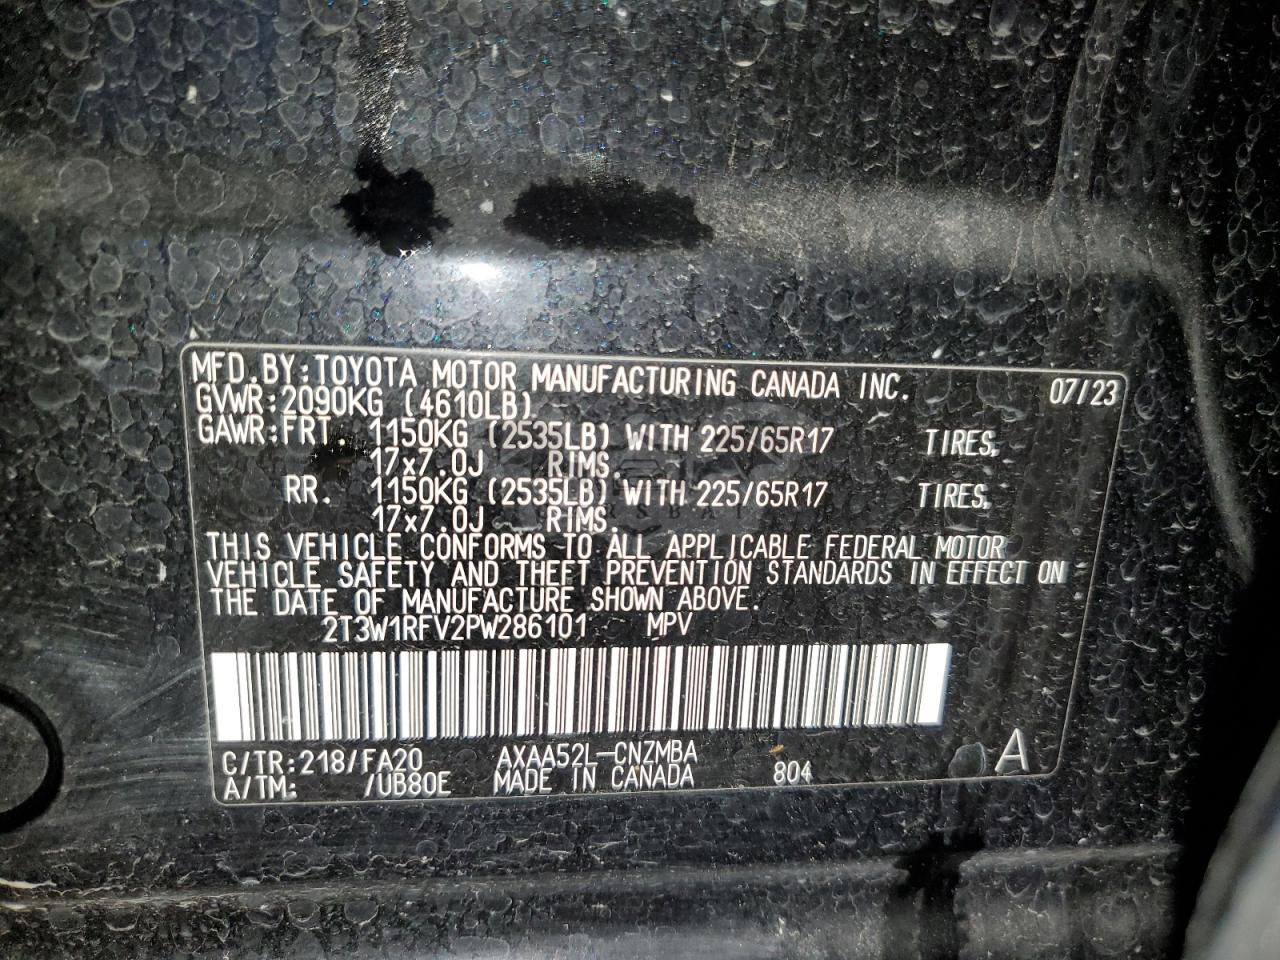 MFD.BY:TOYOTA MOTOR MANUFACTURING CANADA INC. 07/23
GVWR:2090KG (4610LB)
GAWR:FRT. 1150KG (2535LB) WITH 225/65R17 TIRES,
17x7.0J RIMS.
RR. 1150KG (2535LB) WITH 225/65R17 TIRES,
17x7.0J RIMS.
THIS VEHICLE CONFORMS TO ALL APPLICABLE FEDERAL MOTOR
VEHICLE SAFETY AND THEFT PREVENTION STANDARDS IN EFFECT ON
THE DATE OF MANUFACTURE SHOWN ABOVE.
2T3W1RFV2PW286101 MPV
C/TR:218/FA20 AXAA52L-CNZMBA
A/TM: /UB80E MADE IN CANADA 804 A